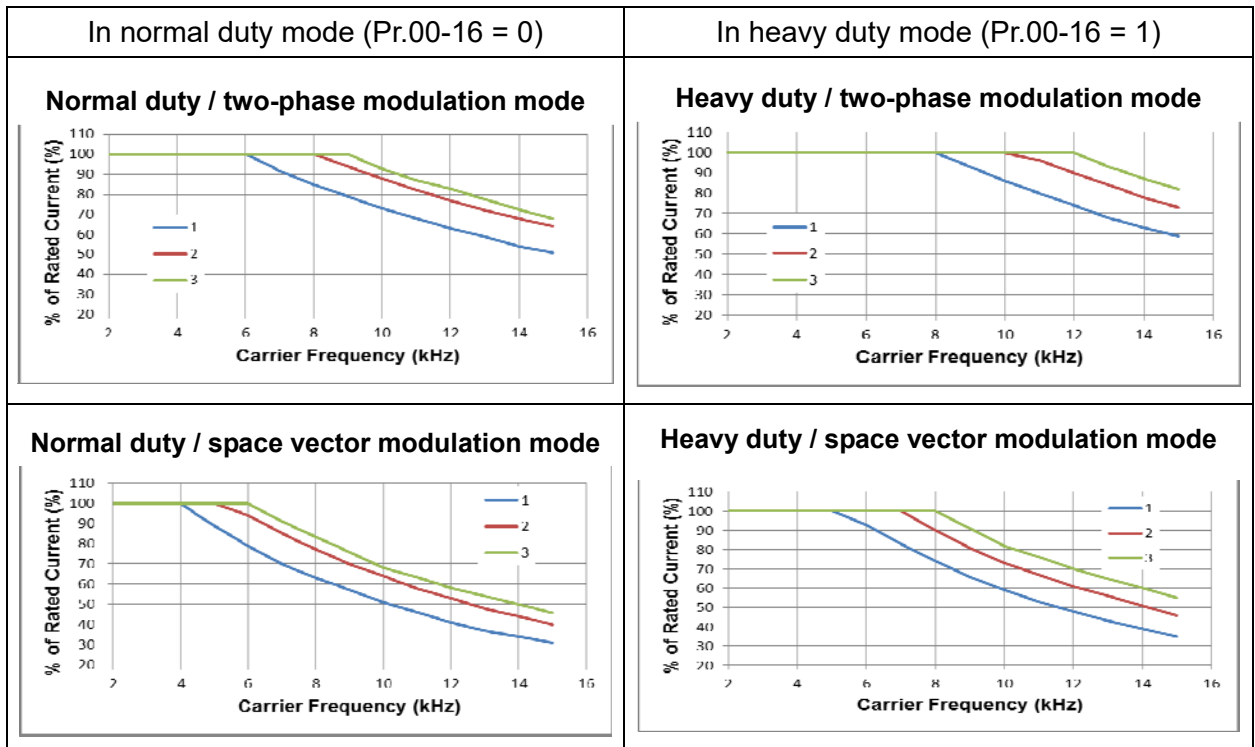 In normal duty mode (Pr.00-16 = 0)
In heavy duty mode (Pr.00-16 = 1)
Normal duty / two-phase modulation mode
% of Rated Current (%)
110
100
90
80
70
60
50
40
30
20
1
2
3
2 4 6 8 10 12 14 16
Carrier Frequency (kHz)
Heavy duty / two-phase modulation mode
% of Rated Current (%)
110
100
90
80
70
60
50
40
30
20
1
2
3
2 4 6 8 10 12 14 16
Carrier Frequency (kHz)
Normal duty / space vector modulation mode
% of Rated Current (%)
110
100
90
80
70
60
50
40
30
20
1
2
3
2 4 6 8 10 12 14 16
Carrier Frequency (kHz)
Heavy duty / space vector modulation mode
% of Rated Current (%)
110
100
90
80
70
60
50
40
30
20
1
2
3
2 4 6 8 10 12 14 16
Carrier Frequency (kHz)